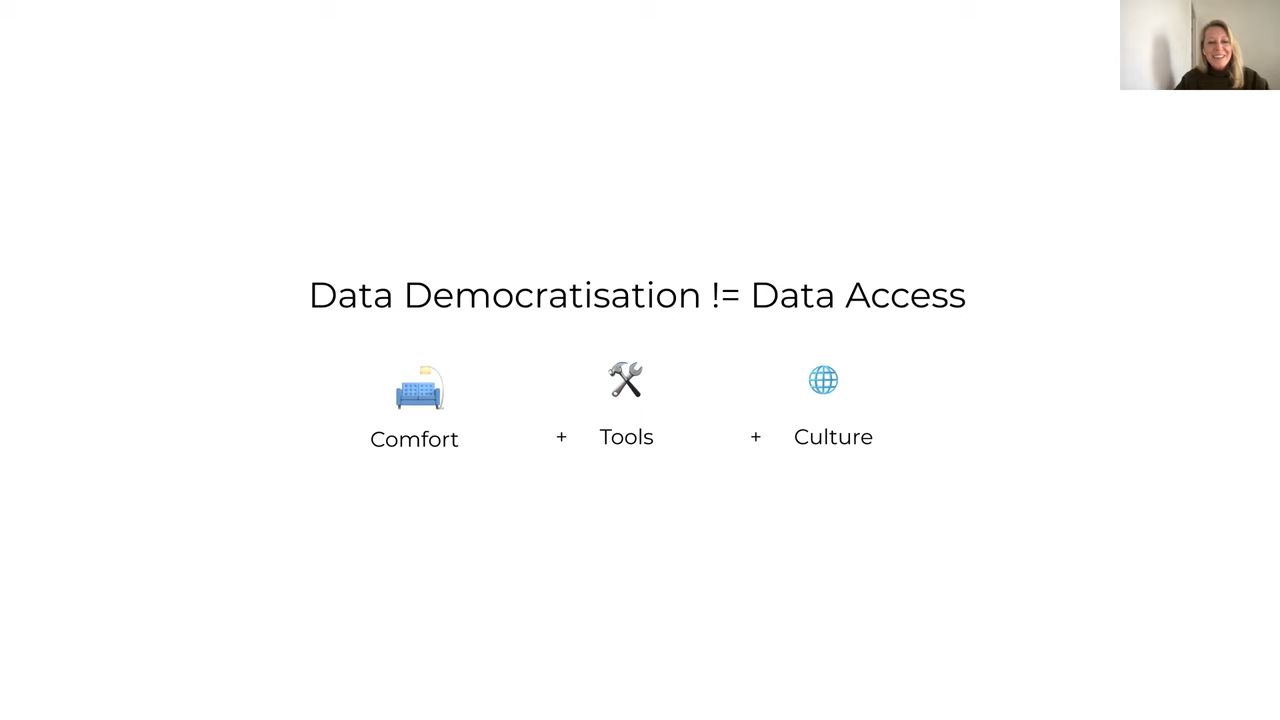 Data Democratisation != Data Access
Comfort + Tools + Culture